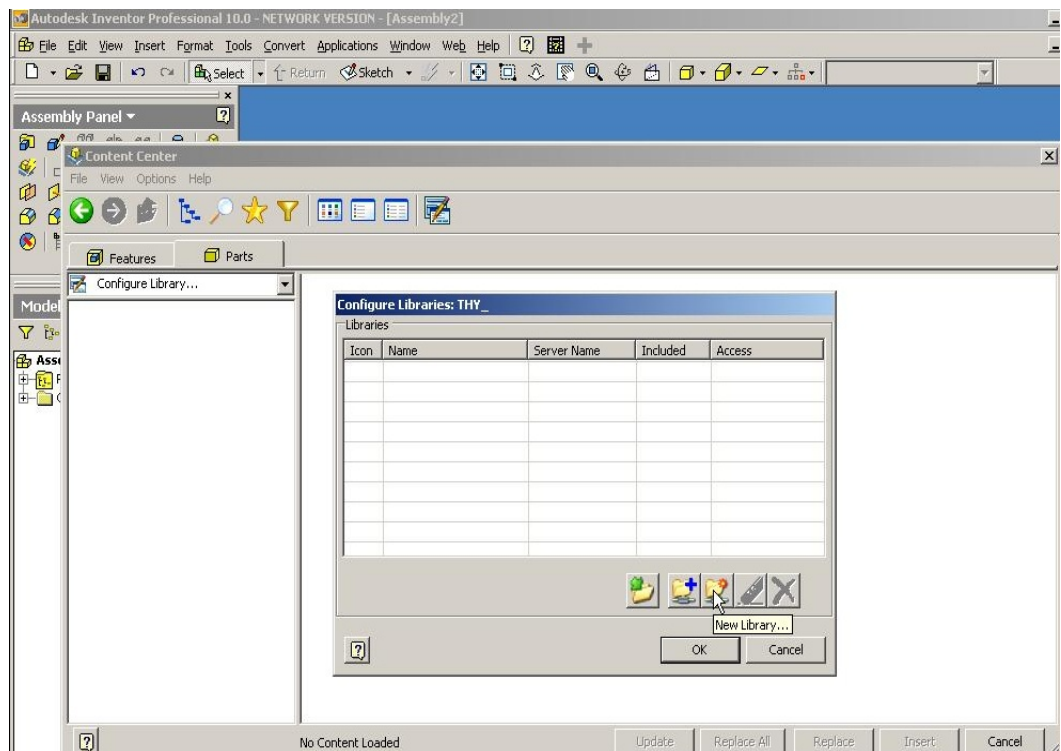 Autodesk Inventor Professional 10.0 - NETWORK VERSION - [Assembly2]
File Edit View Insert Format Tools Convert Applications Window Web Help
Select Return Sketch
Assembly Panel
Content Center
File View Options Help
Features Parts
Configure Library...
Model
Configure Libraries: THY_
Libraries
Icon Name Server Name Included Access
New Library...
OK Cancel
No Content Loaded Update Replace All Replace Insert Cancel